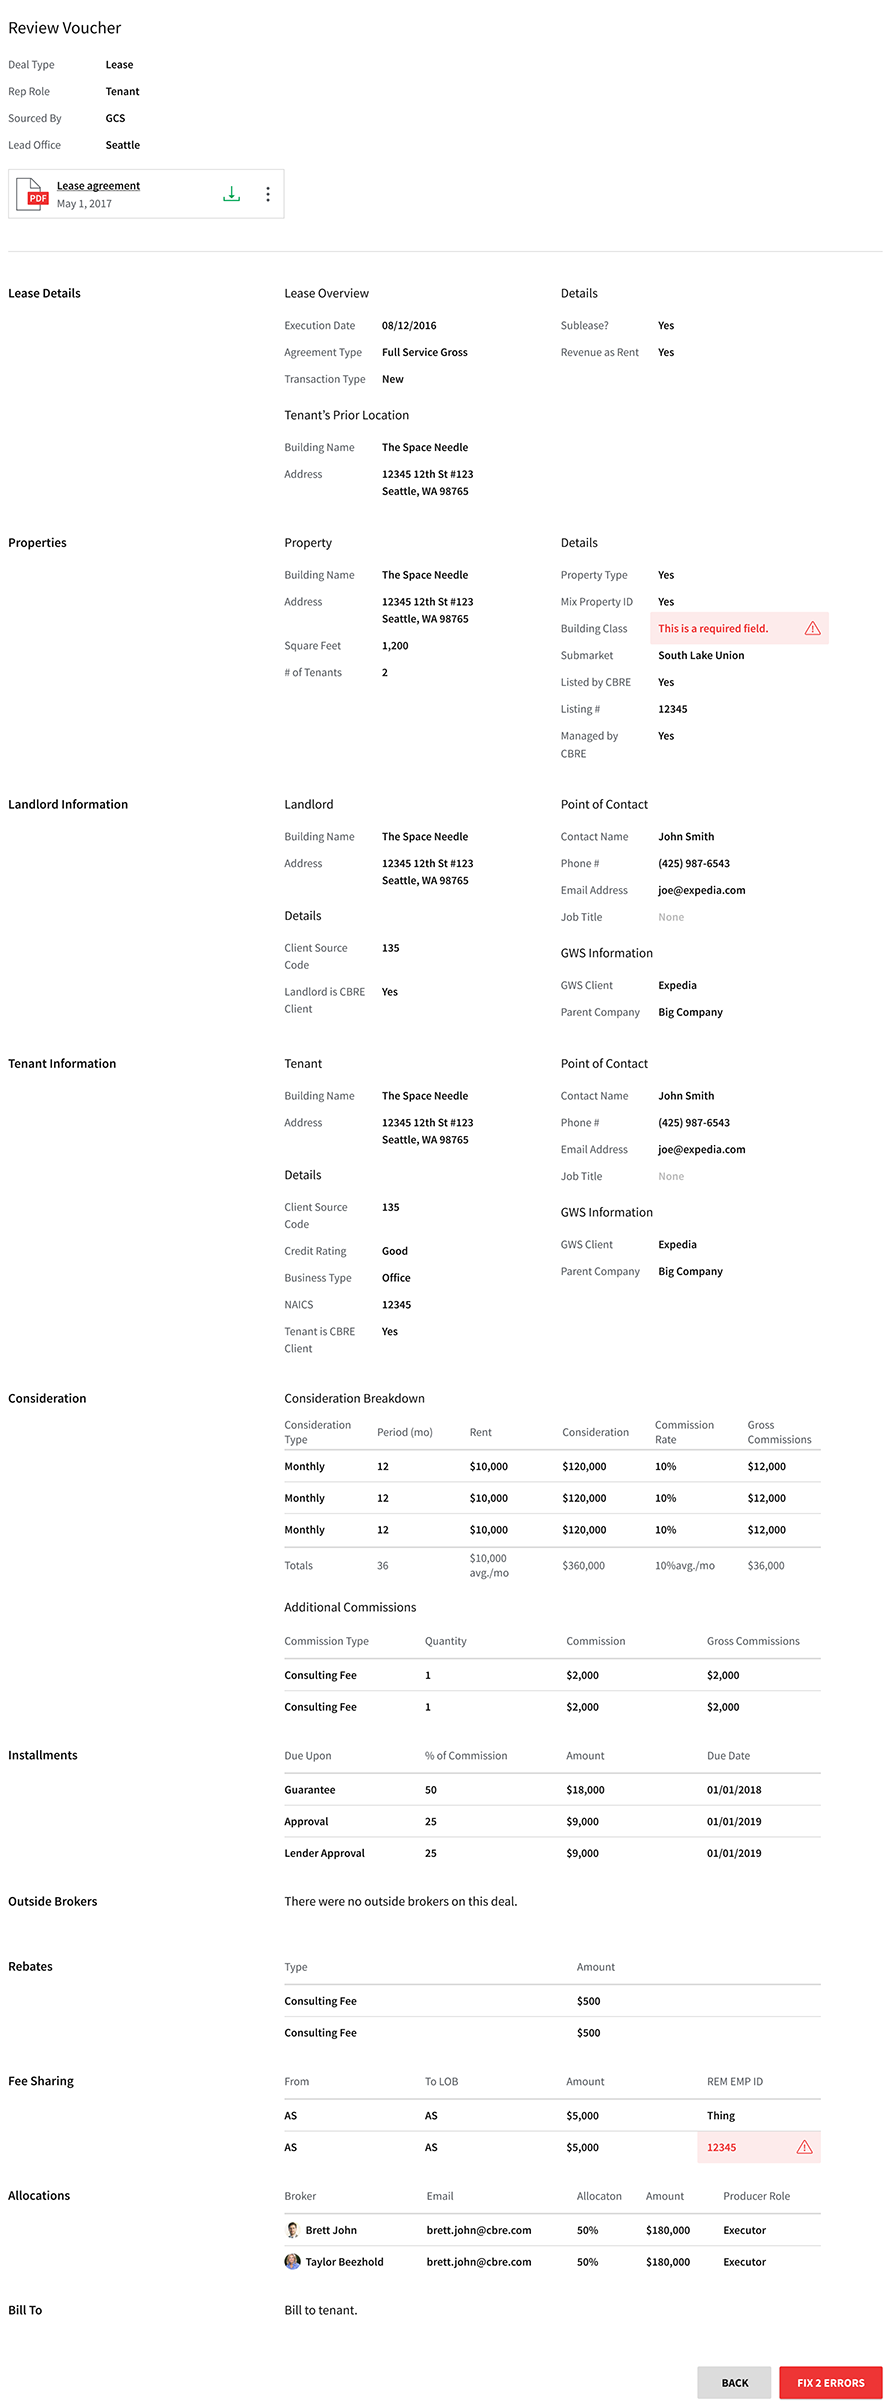 Review Voucher
Deal Type Lease
Rep Role Tenant
Sourced By GCS
Lead Office Seattle
PDF
Lease agreement
May 1, 2017
Lease Details
Lease Overview
Execution Date 08/12/2016
Agreement Type Full Service Gross
Transaction Type New
Tenant's Prior Location
Building Name The Space Needle
Address 12345 12th St #123
Seattle, WA 98765
Details
Sublease? Yes
Revenue as Rent Yes
Properties
Property
Building Name The Space Needle
Address 12345 12th St #123
Seattle, WA 98765
Square Feet 1,200
# of Tenants 2
Details
Property Type Yes
Mix Property ID Yes
Building Class This is a required field.
Submarket South Lake Union
Listed by CBRE Yes
Listing # 12345
Managed by Yes
CBRE
Landlord Information
Landlord
Building Name The Space Needle
Address 12345 12th St #123
Seattle, WA 98765
Details
Client Source 135
Code
Landlord is CBRE Yes
Client
Point of Contact
Contact Name John Smith
Phone # (425) 987-6543
Email Address joe@expedia.com
Job Title None
GWS Information
GWS Client Expedia
Parent Company Big Company
Tenant Information
Tenant
Building Name The Space Needle
Address 12345 12th St #123
Seattle, WA 98765
Details
Client Source 135
Code
Credit Rating Good
Business Type Office
NAICS 12345
Tenant is CBRE Yes
Client
Point of Contact
Contact Name John Smith
Phone # (425) 987-6543
Email Address joe@expedia.com
Job Title None
GWS Information
GWS Client Expedia
Parent Company Big Company
Consideration
Consideration Breakdown
Consideration Type Period (mo) Rent Consideration Commission Rate Gross Commissions
Monthly 12 $10,000 $120,000 10% $12,000
Monthly 12 $10,000 $120,000 10% $12,000
Monthly 12 $10,000 $120,000 10% $12,000
Totals 36 $10,000 avg./mo $360,000 10%avg./mo $36,000
Additional Commissions
Commission Type Quantity Commission Gross Commissions
Consulting Fee 1 $2,000 $2,000
Consulting Fee 1 $2,000 $2,000
Installments
Due Upon % of Commission Amount Due Date
Guarantee 50 $18,000 01/01/2018
Approval 25 $9,000 01/01/2019
Lender Approval 25 $9,000 01/01/2019
Outside Brokers
There were no outside brokers on this deal.
Rebates
Type Amount
Consulting Fee $500
Consulting Fee $500
Fee Sharing
From To LOB Amount REM EMP ID
AS AS $5,000 Thing
AS AS $5,000 12345
Allocations
Broker Email Allocaton Amount Producer Role
Brett John brett.john@cbre.com 50% $180,000 Executor
Taylor Beezhold brett.john@cbre.com 50% $180,000 Executor
Bill To
Bill to tenant.
BACK
FIX 2 ERRORS